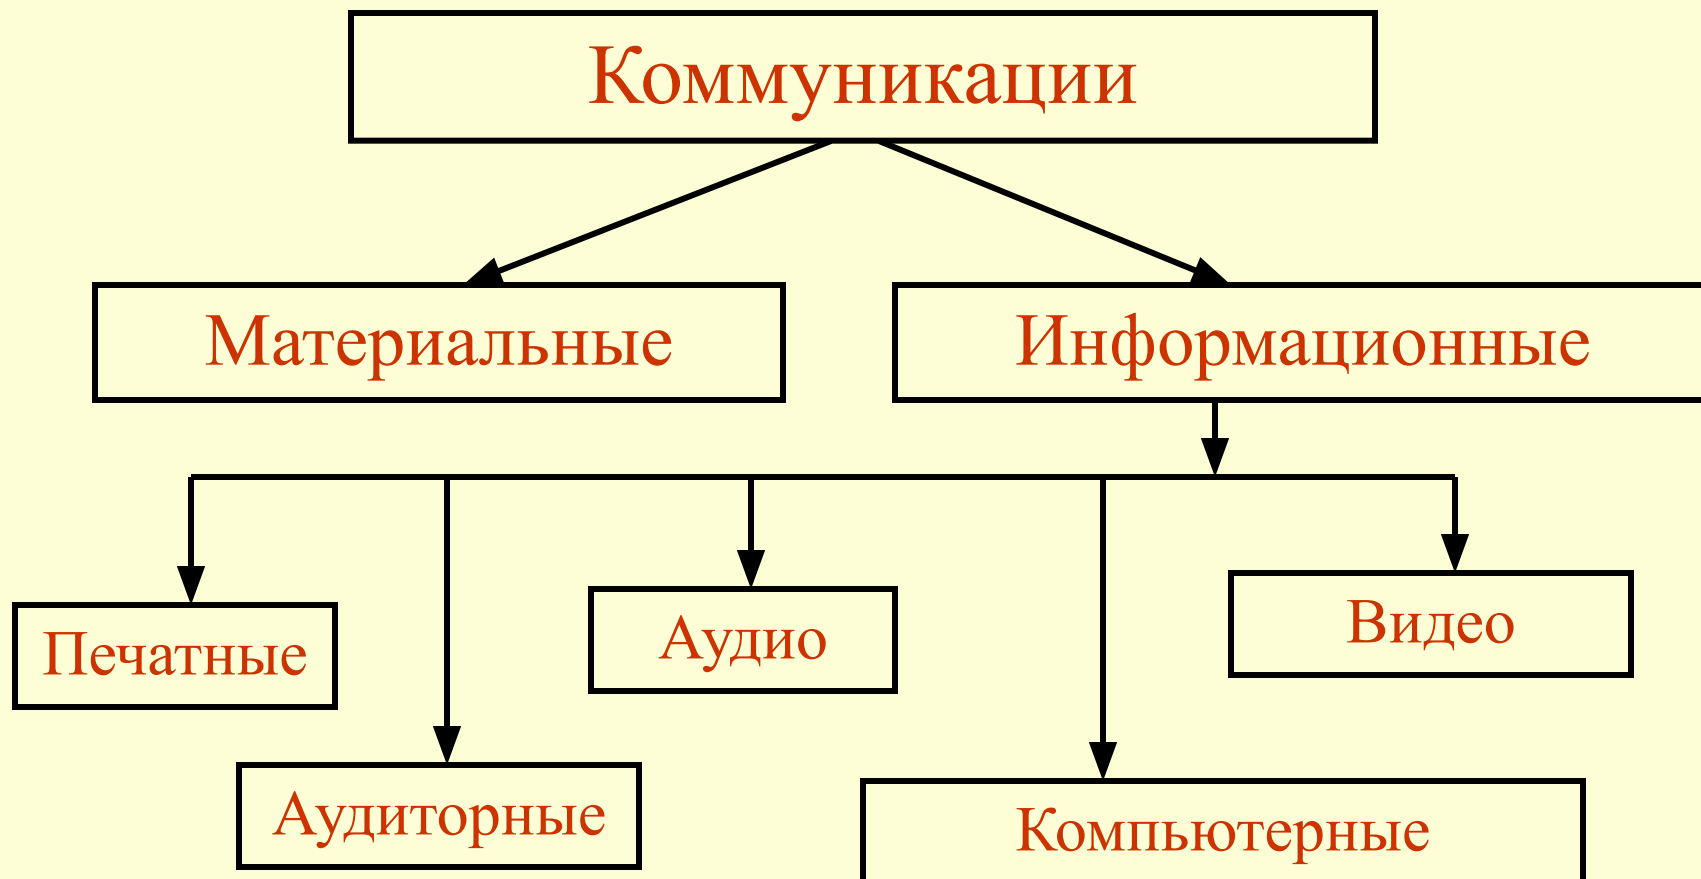 Коммуникации
Материальные
Информационные
Печатные
Аудиторные
Аудио
Компьютерные
Видео